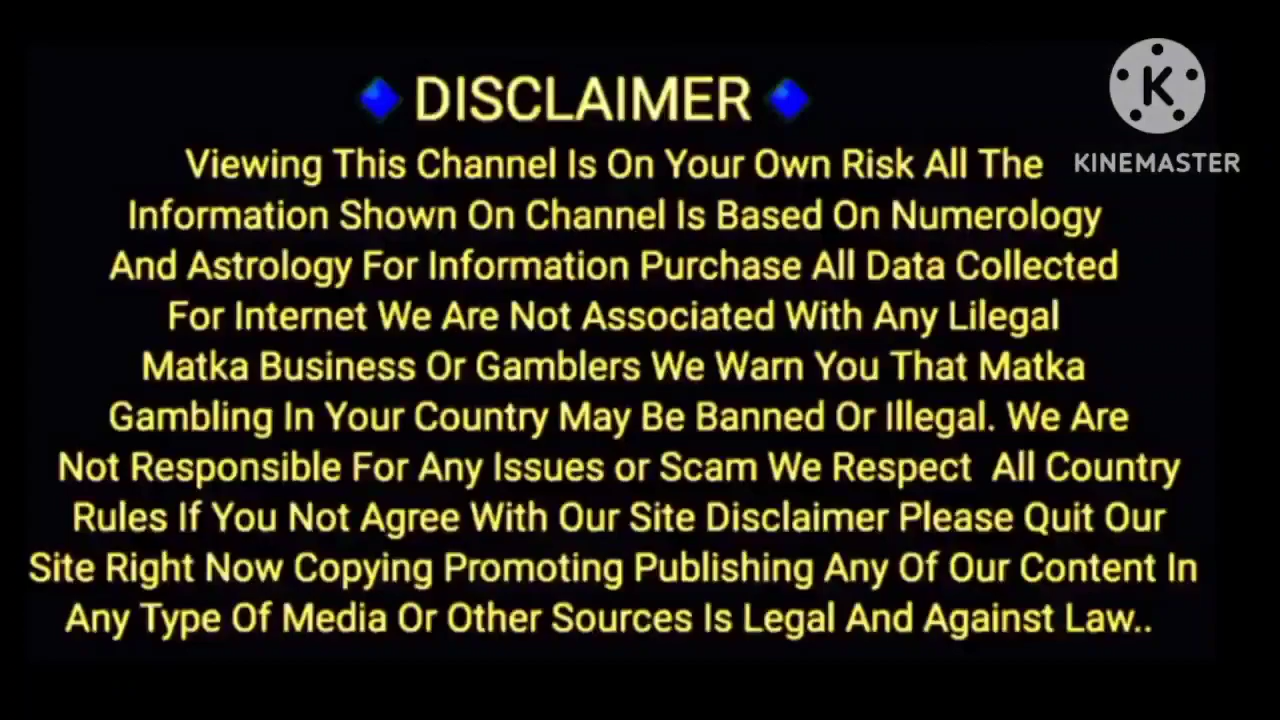 DISCLAIMER
KINEMASTER
Viewing This Channel Is On Your Own Risk All The
Information Shown On Channel Is Based On Numerology
And Astrology For Information Purchase All Data Collected
For Internet We Are Not Associated With Any Lilegal
Matka Business Or Gamblers We Warn You That Matka
Gambling In Your Country May Be Banned Or Illegal. We Are
Not Responsible For Any Issues or Scam We Respect All Country
Rules If You Not Agree With Our Site Disclaimer Please Quit Our
Site Right Now Copying Promoting Publishing Any Of Our Content In
Any Type Of Media Or Other Sources Is Legal And Against Law..